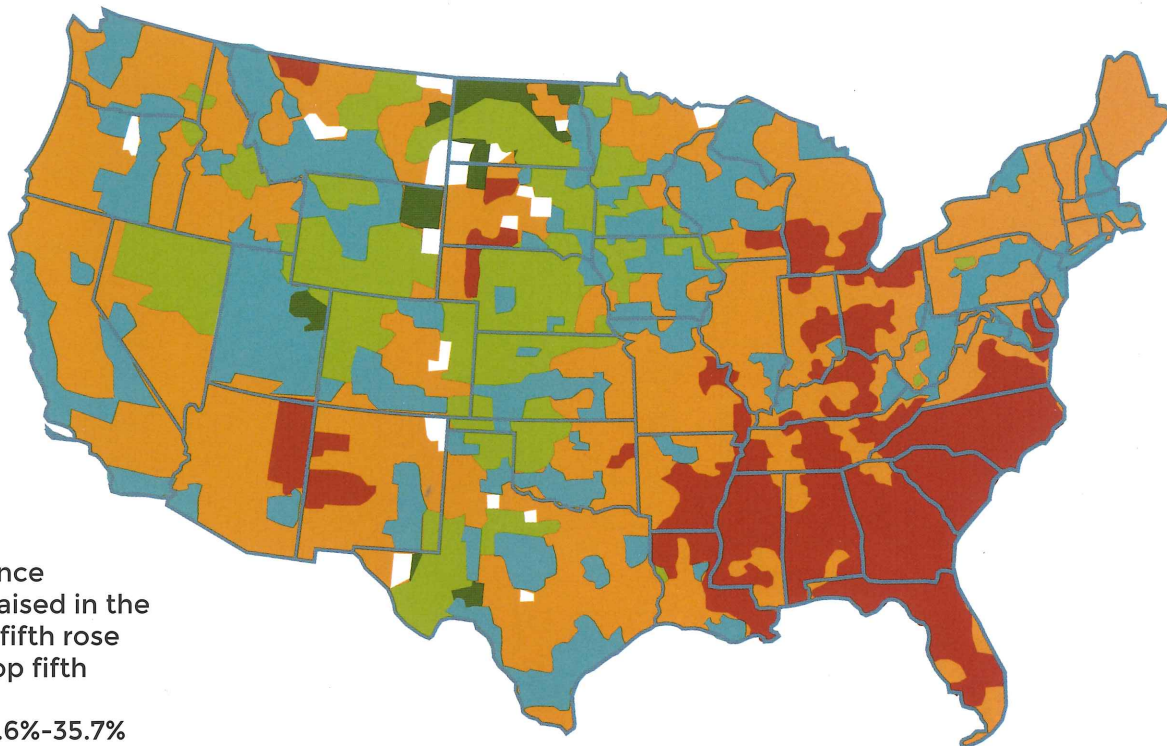 nce
aised in the
fifth rose
op fifth
.6%-35.7%